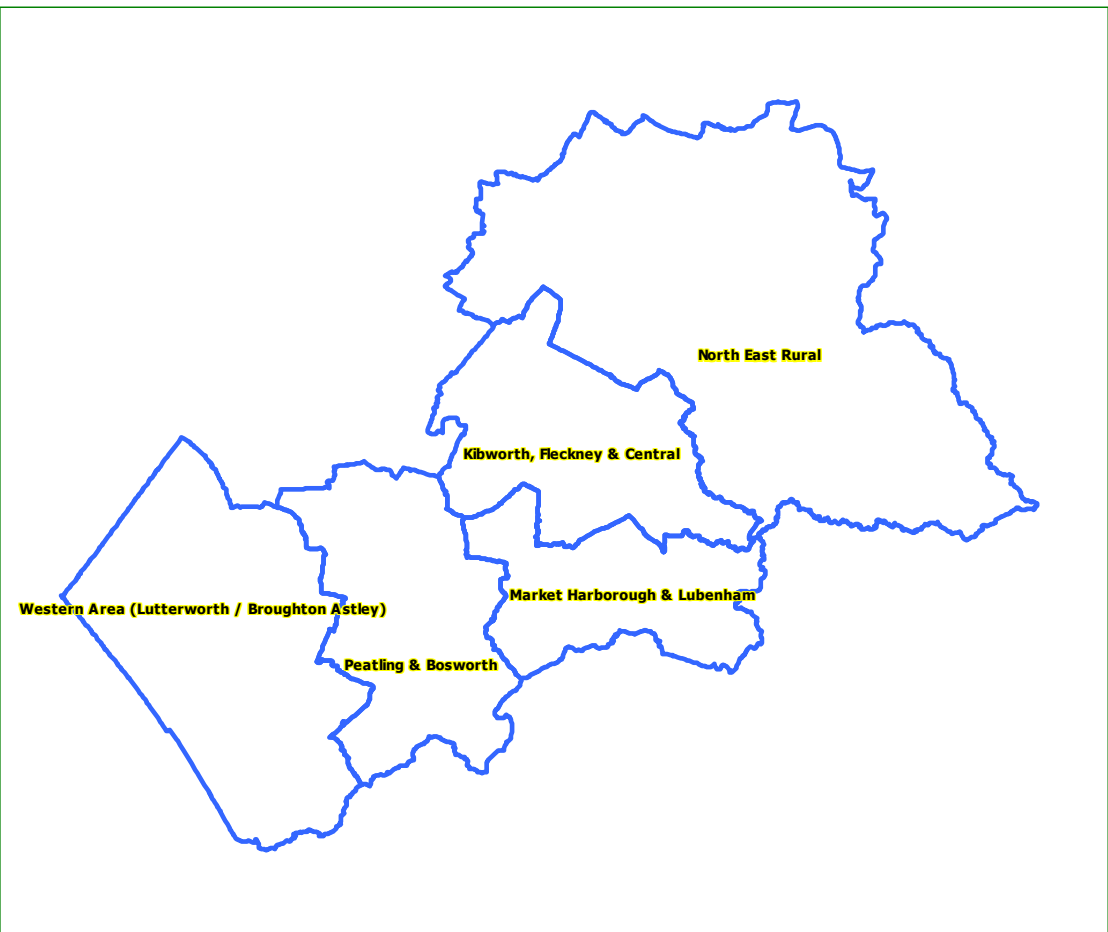 North East Rural
Kibworth, Fleckney & Central
Market Harborough & Lubenham
Western Area (Lutterworth / Broughton Astley)
Peatling & Bosworth